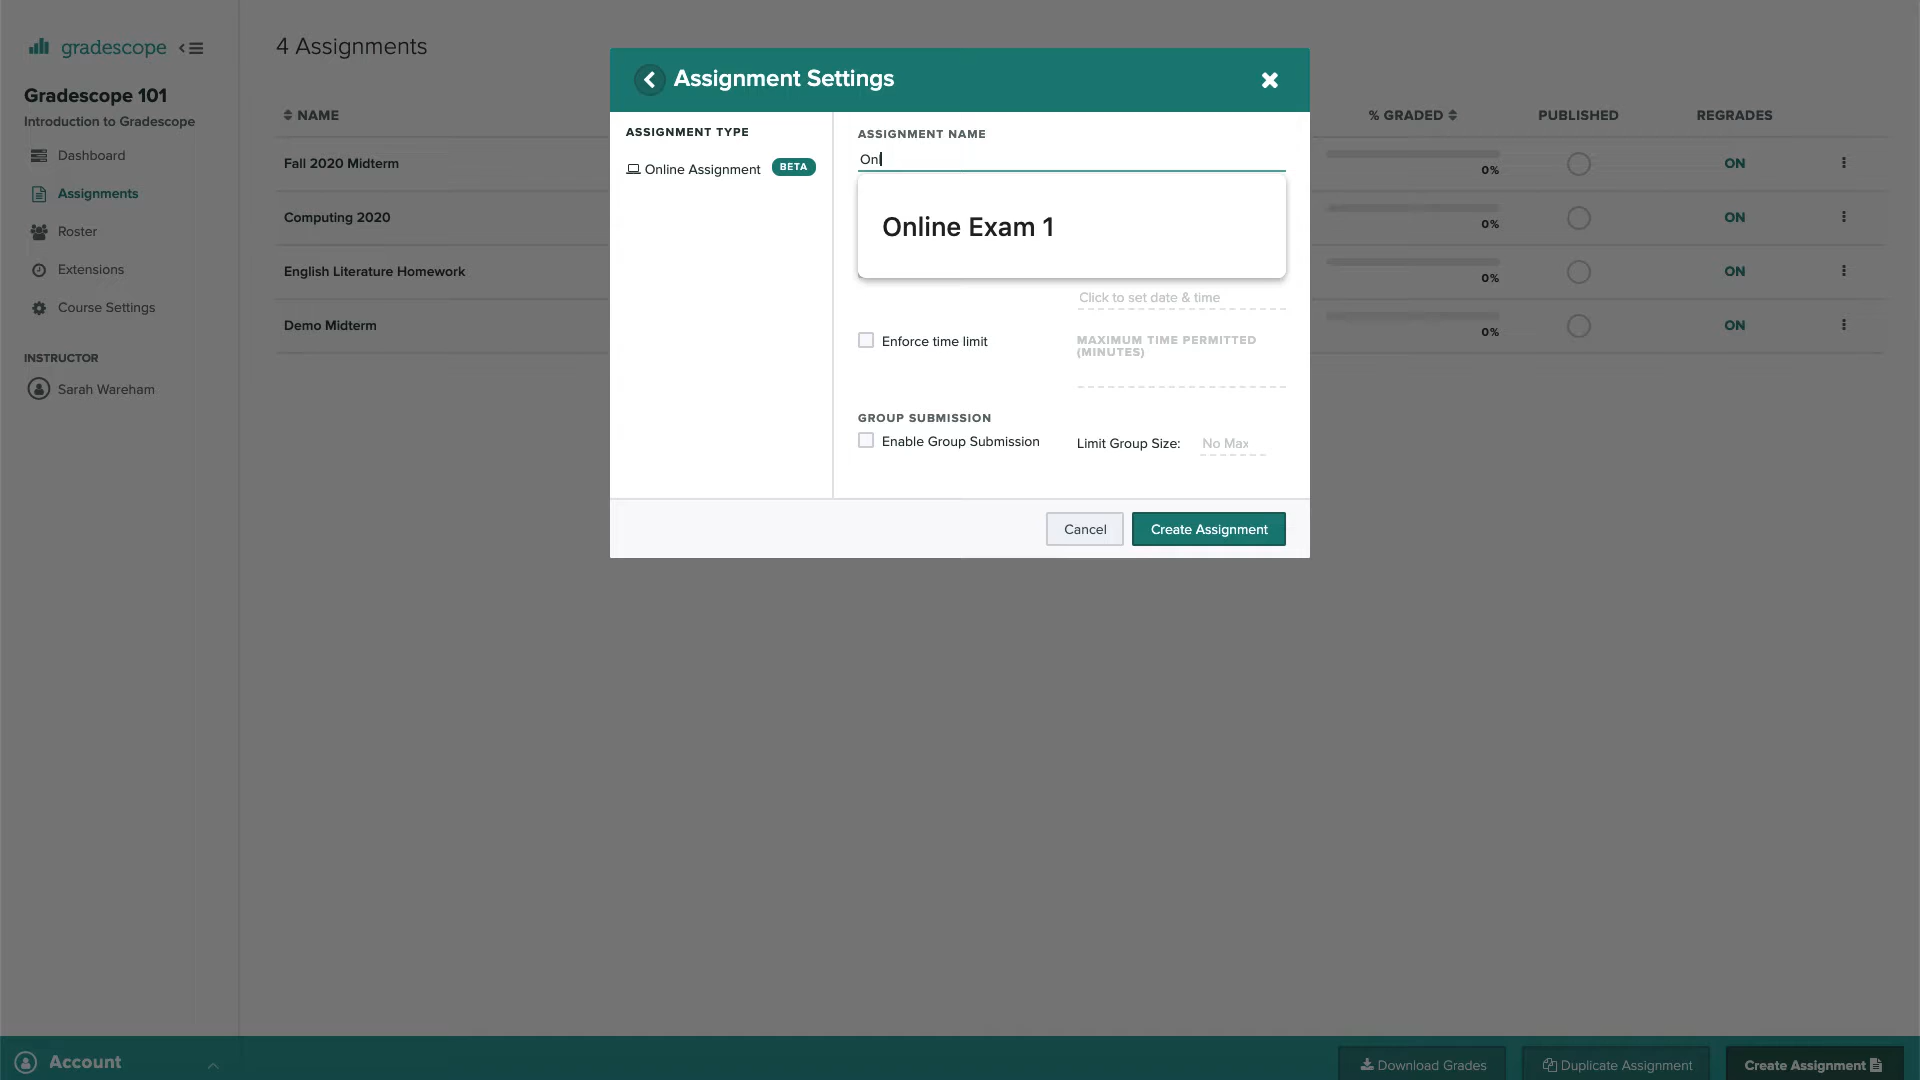 gradescope
Gradescope 101
Introduction to Gradescope
Dashboard
Assignments
Roster
Extensions
Course Settings
INSTRUCTOR
Sarah Wareham
Account
4 Assignments
NAME
% GRADED
PUBLISHED
REGRADES
Fall 2020 Midterm
0%
ON
Computing 2020
0%
ON
English Literature Homework
0%
ON
Demo Midterm
0%
ON
Assignment Settings
ASSIGNMENT TYPE
Online Assignment BETA
ASSIGNMENT NAME
Onl
Online Exam 1
Click to set date & time
Enforce time limit
MAXIMUM TIME PERMITTED
(MINUTES)
GROUP SUBMISSION
Enable Group Submission
Limit Group Size: No Max
Cancel
Create Assignment
Download Grades
Duplicate Assignment
Create Assignment